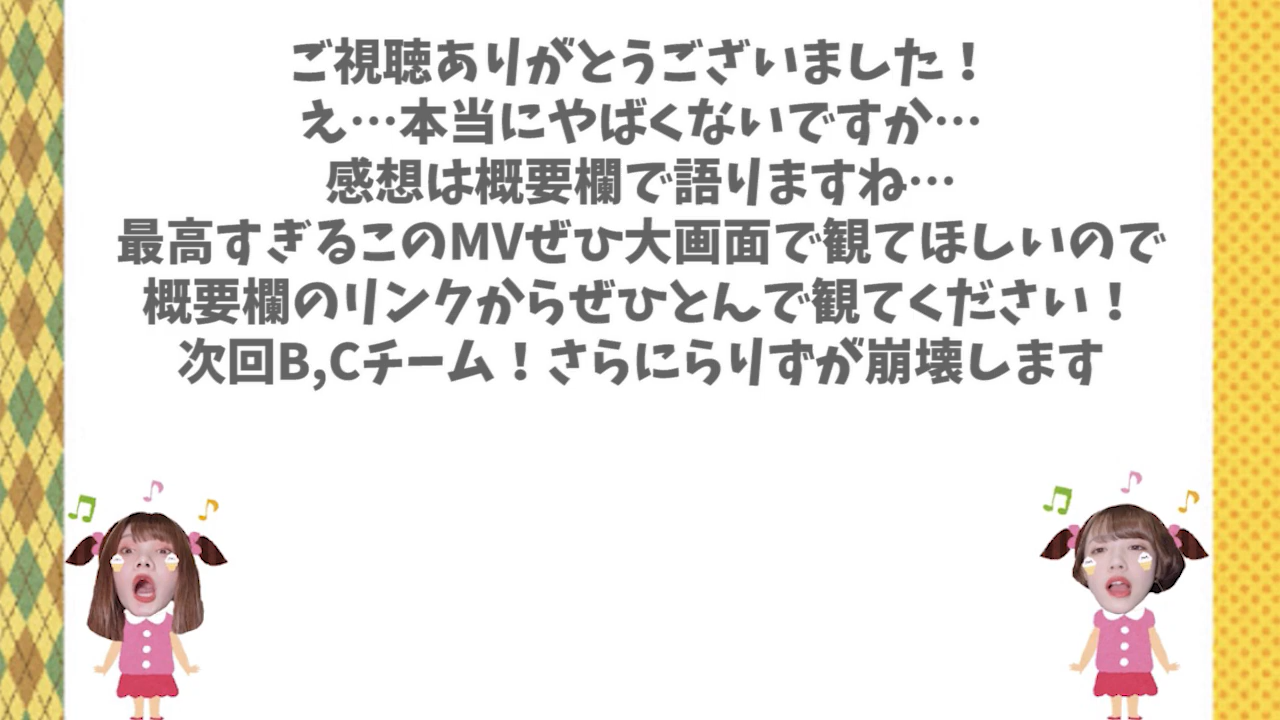 ご視聴ありがとうございました！
え…本当にやばくないですか…
感想は概要欄で語りますね…
最高すぎるこのMVぜひ大画面で観てほしいので
概要欄のリンクからぜひとんで観てください！
次回B,Cチーム！さらにらりずが崩壊します